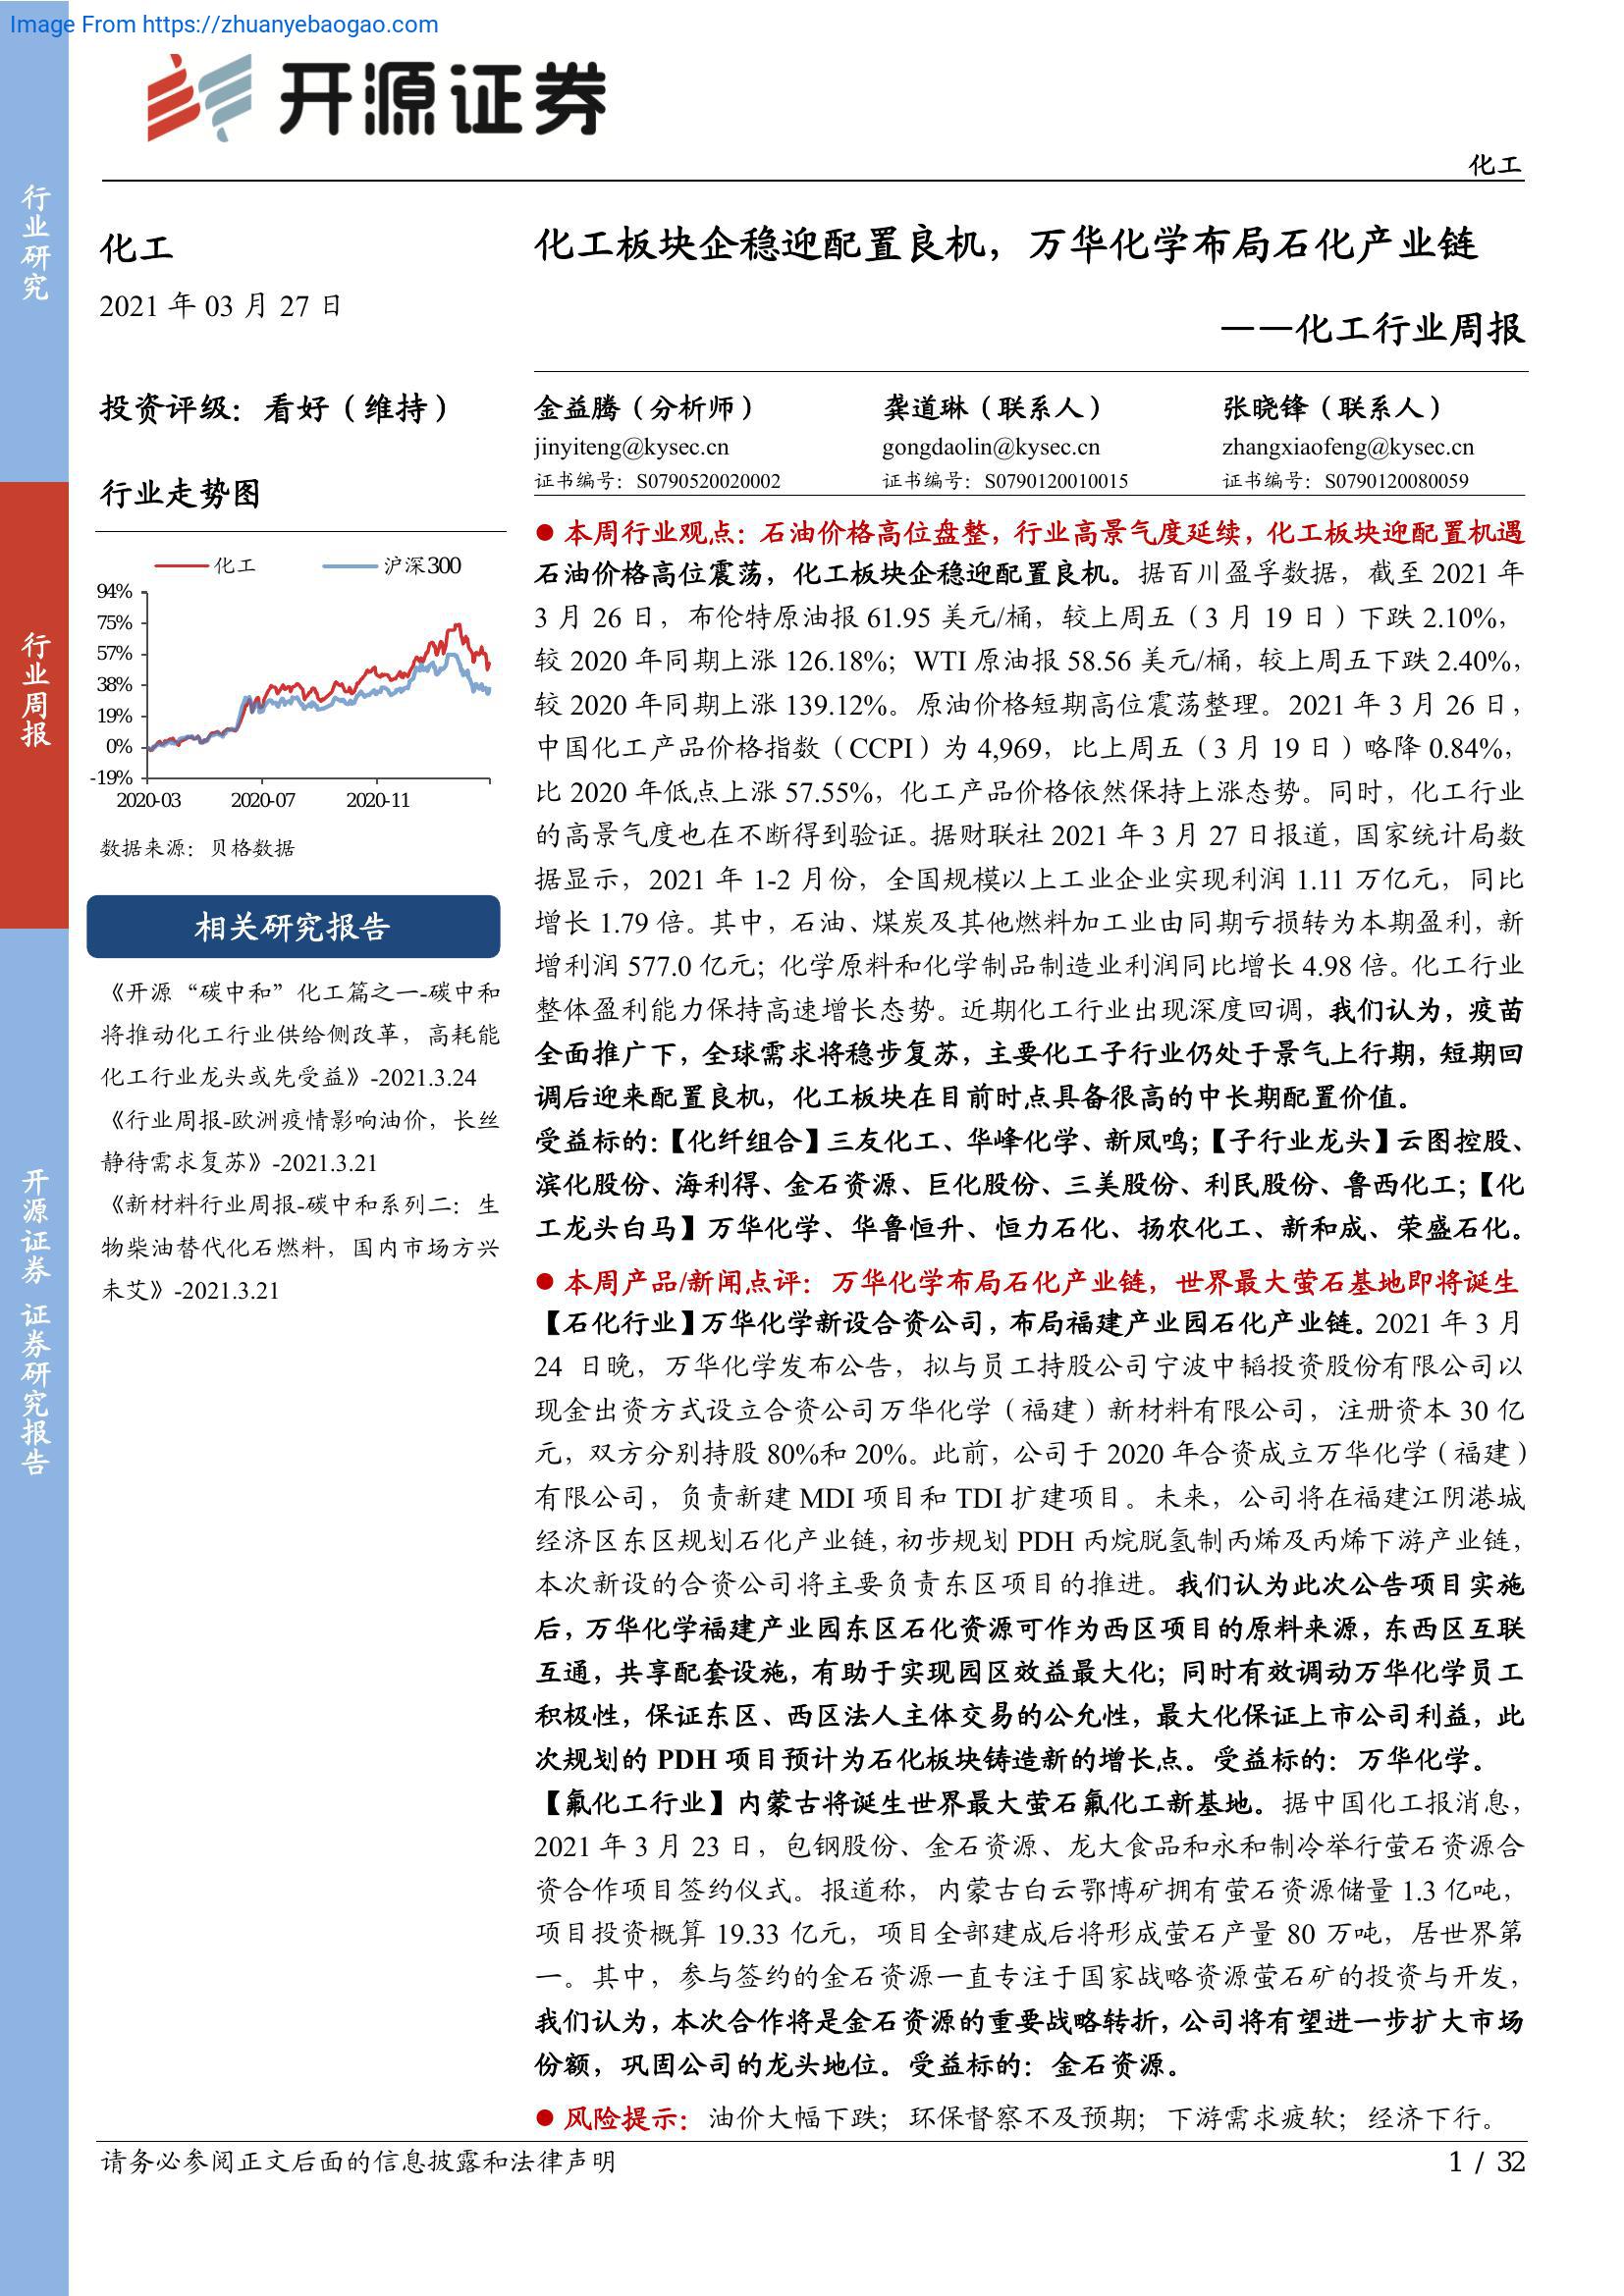 Image From https://zhuanyebaogao.com
开源证券
化工
行业研究
行业周报
开源证券 证券研究报告
化工
2021 年 03 月 27 日
投资评级：看好（维持）
行业走势图
化工 沪深300
94%
75%
57%
38%
19%
0%
-19%
2020-03 2020-07 2020-11
数据来源：贝格数据
相关研究报告
《开源“碳中和”化工篇之一-碳中和
将推动化工行业供给侧改革，高耗能
化工行业龙头或先受益》-2021.3.24
《行业周报-欧洲疫情影响油价，长丝
静待需求复苏》-2021.3.21
《新材料行业周报-碳中和系列二：生
物柴油替代化石燃料，国内市场方兴
未艾》-2021.3.21
化工板块企稳迎配置良机，万华化学布局石化产业链
——化工行业周报
金益腾（分析师） 龚道琳（联系人） 张晓锋（联系人）
jinyiteng@kysec.cn gongdaolin@kysec.cn zhangxiaofeng@kysec.cn
证书编号：S0790520020002 证书编号：S0790120010015 证书编号：S0790120080059
● 本周行业观点：石油价格高位盘整，行业高景气度延续，化工板块迎配置机遇
石油价格高位震荡，化工板块企稳迎配置良机。据百川盈孚数据，截至 2021 年
3 月 26 日，布伦特原油报 61.95 美元/桶，较上周五（3 月 19 日）下跌 2.10%，
较 2020 年同期上涨 126.18%；WTI 原油报 58.56 美元/桶，较上周五下跌 2.40%，
较 2020 年同期上涨 139.12%。原油价格短期高位震荡整理。2021 年 3 月 26 日，
中国化工产品价格指数（CCPI）为 4,969，比上周五（3 月 19 日）略降 0.84%，
比 2020 年低点上涨 57.55%，化工产品价格依然保持上涨态势。同时，化工行业
的高景气度也在不断得到验证。据财联社 2021 年 3 月 27 日报道，国家统计局数
据显示，2021 年 1-2 月份，全国规模以上工业企业实现利润 1.11 万亿元，同比
增长 1.79 倍。其中，石油、煤炭及其他燃料加工业由同期亏损转为本期盈利，新
增利润 577.0 亿元；化学原料和化学制品制造业利润同比增长 4.98 倍。化工行业
整体盈利能力保持高速增长态势。近期化工行业出现深度回调，我们认为，疫苗
全面推广下，全球需求将稳步复苏，主要化工子行业仍处于景气上行期，短期回
调后迎来配置良机，化工板块在目前时点具备很高的中长期配置价值。
受益标的：【化纤组合】三友化工、华峰化学、新凤鸣；【子行业龙头】云图控股、
滨化股份、海利得、金石资源、巨化股份、三美股份、利民股份、鲁西化工；【化
工龙头白马】万华化学、华鲁恒升、恒力石化、扬农化工、新和成、荣盛石化。
● 本周产品/新闻点评：万华化学布局石化产业链，世界最大萤石基地即将诞生
【石化行业】万华化学新设合资公司，布局福建产业园石化产业链。2021 年 3 月
24 日晚，万华化学发布公告，拟与员工持股公司宁波中韬投资股份有限公司以
现金出资方式设立合资公司万华化学（福建）新材料有限公司，注册资本 30 亿
元，双方分别持股 80%和 20%。此前，公司于 2020 年合资成立万华化学（福建）
有限公司，负责新建 MDI 项目和 TDI 扩建项目。未来，公司将在福建江阴港城
经济区东区规划石化产业链，初步规划 PDH 丙烷脱氢制丙烯及丙烯下游产业链，
本次新设的合资公司将主要负责东区项目的推进。我们认为此次公告项目实施
后，万华化学福建产业园东区石化资源可作为西区项目的原料来源，东西区互联
互通，共享配套设施，有助于实现园区效益最大化；同时有效调动万华化学员工
积极性，保证东区、西区法人主体交易的公允性，最大化保证上市公司利益，此
次规划的 PDH 项目预计为石化板块铸造新的增长点。受益标的：万华化学。
【氟化工行业】内蒙古将诞生世界最大萤石氟化工新基地。据中国化工报消息，
2021 年 3 月 23 日，包钢股份、金石资源、龙大食品和永和制冷举行萤石资源合
资合作项目签约仪式。报道称，内蒙古白云鄂博矿拥有萤石资源储量 1.3 亿吨，
项目投资概算 19.33 亿元，项目全部建成后将形成萤石产量 80 万吨，居世界第
一。其中，参与签约的金石资源一直专注于国家战略资源萤石矿的投资与开发，
我们认为，本次合作将是金石资源的重要战略转折，公司将有望进一步扩大市场
份额，巩固公司的龙头地位。受益标的：金石资源。
● 风险提示：油价大幅下跌；环保督察不及预期；下游需求疲软；经济下行。
请务必参阅正文后面的信息披露和法律声明 1 / 32